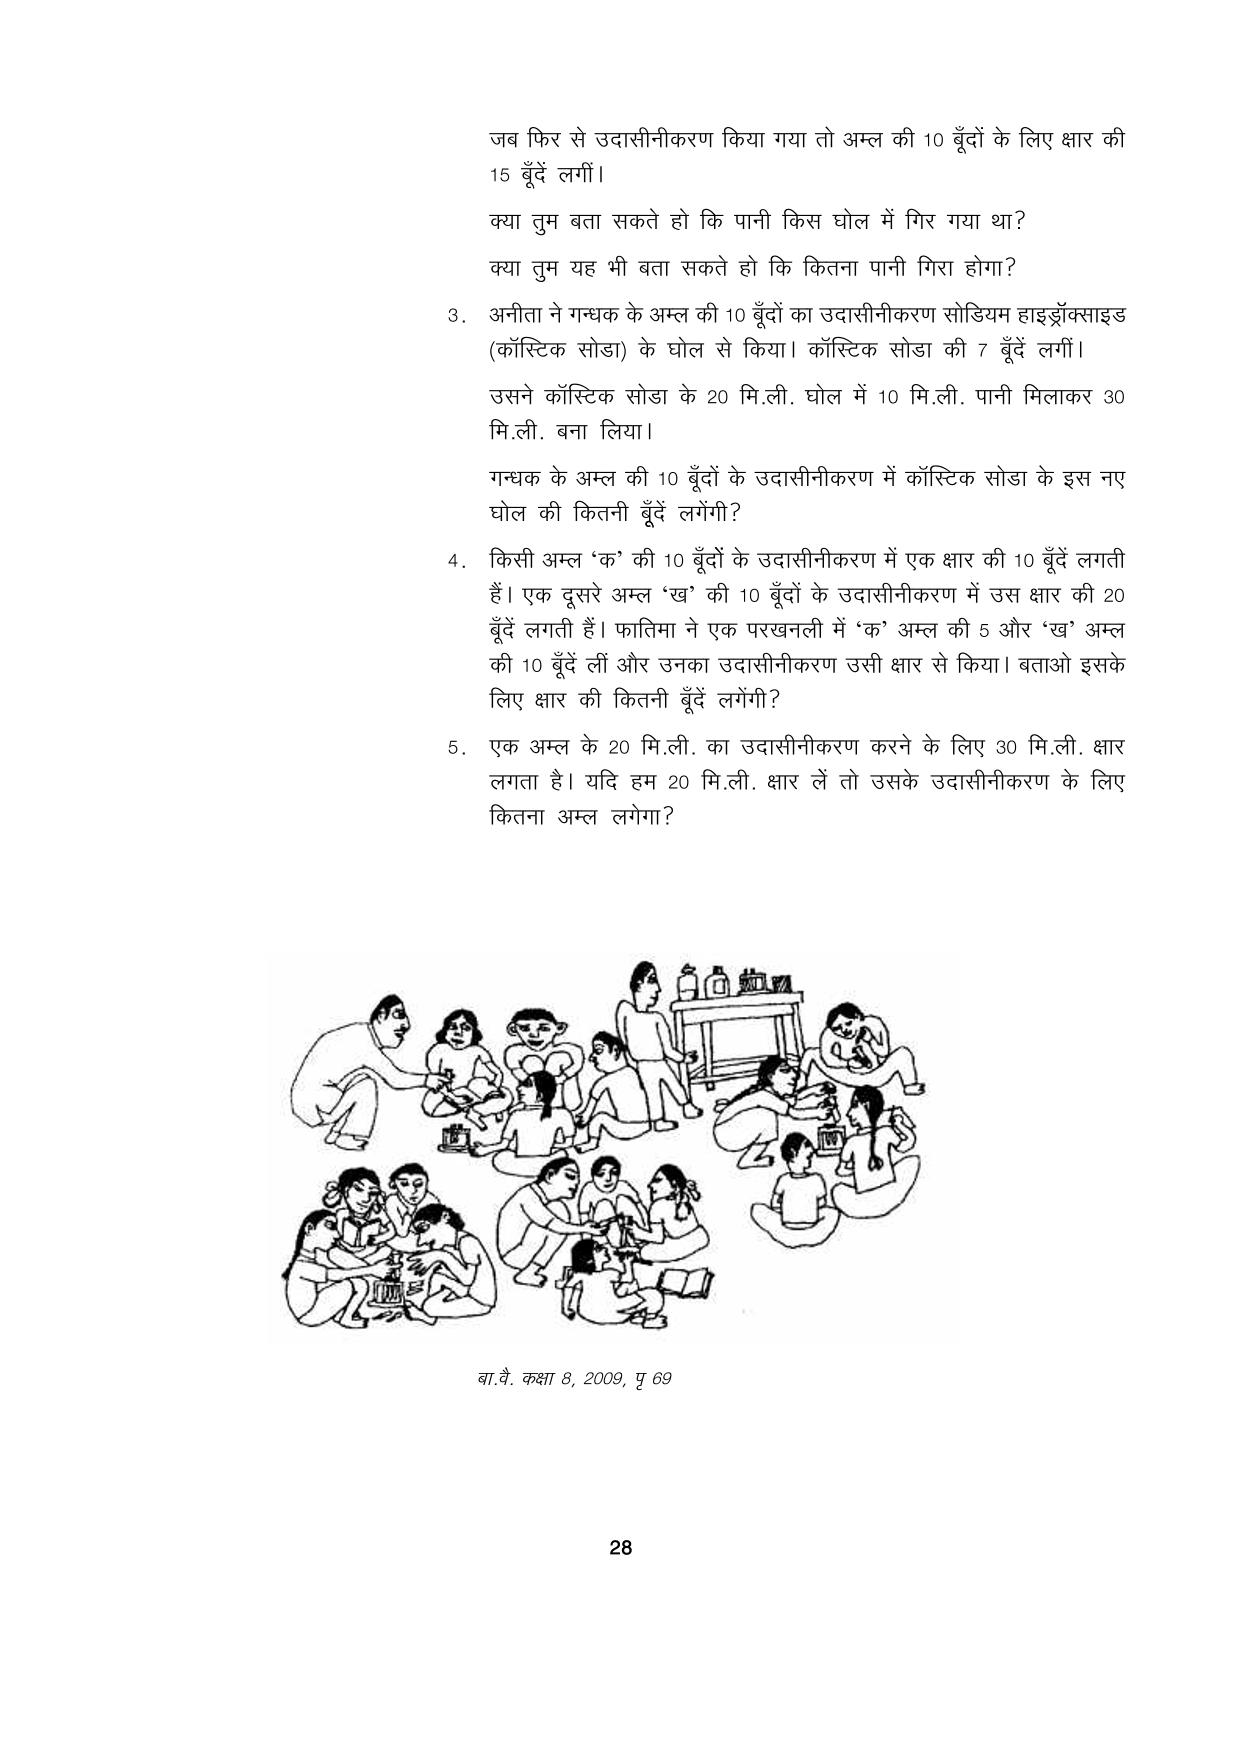 जब फिर से उदासीनीकरण किया गया तो अम्ल की 10 बूँदों के लिए क्षार की
15 बूँदें लगीं।
क्या तुम बता सकते हो कि पानी किस घोल में गिर गया था?
क्या तुम यह भी बता सकते हो कि कितना पानी गिरा होगा?
3. अनीता ने गन्धक के अम्ल की 10 बूँदों का उदासीनीकरण सोडियम हाइड्रॉक्साइड
(कॉस्टिक सोडा) के घोल से किया। कॉस्टिक सोडा की 7 बूँदें लगीं।
उसने कॉस्टिक सोडा के 20 मि.ली. घोल में 10 मि.ली. पानी मिलाकर 30
मि.ली. बना लिया।
गन्धक के अम्ल की 10 बूँदों के उदासीनीकरण में कॉस्टिक सोडा के इस नए
घोल की कितनी बूँदें लगेंगी?
4. किसी अम्ल ‘क’ की 10 बूँदों के उदासीनीकरण में एक क्षार की 10 बूँदें लगती
हैं। एक दूसरे अम्ल ‘ख’ की 10 बूँदों के उदासीनीकरण में उस क्षार की 20
बूँदें लगती हैं। फातिमा ने एक परखनली में ‘क’ अम्ल की 5 और ‘ख’ अम्ल
की 10 बूँदें लीं और उनका उदासीनीकरण उसी क्षार से किया। बताओ इसके
लिए क्षार की कितनी बूँदें लगेंगी?
5. एक अम्ल के 20 मि.ली. का उदासीनीकरण करने के लिए 30 मि.ली. क्षार
लगता है। यदि हम 20 मि.ली. क्षार लें तो उसके उदासीनीकरण के लिए
कितना अम्ल लगेगा?
बा.वै. कक्षा 8, 2009, पृ 69
28